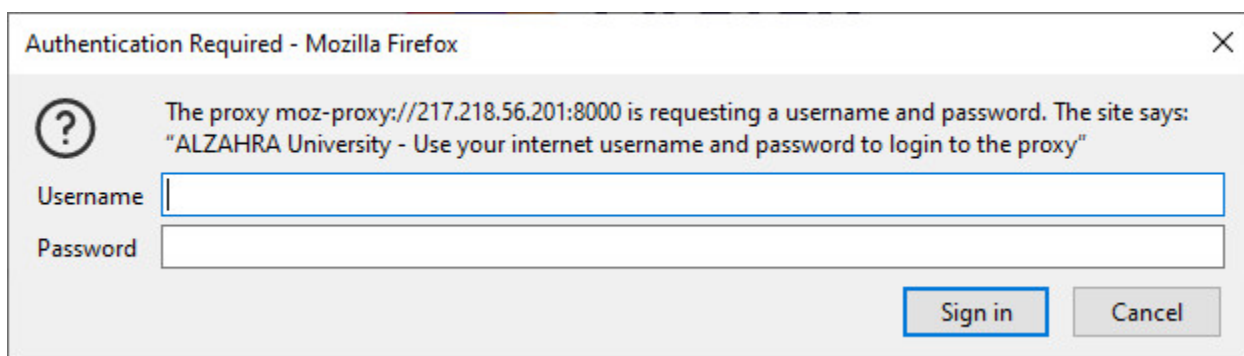 Authentication Required - Mozilla Firefox
The proxy moz-proxy://217.218.56.201:8000 is requesting a username and password. The site says:
“ALZAHRA University - Use your internet username and password to login to the proxy”
Username
Password
Sign in
Cancel